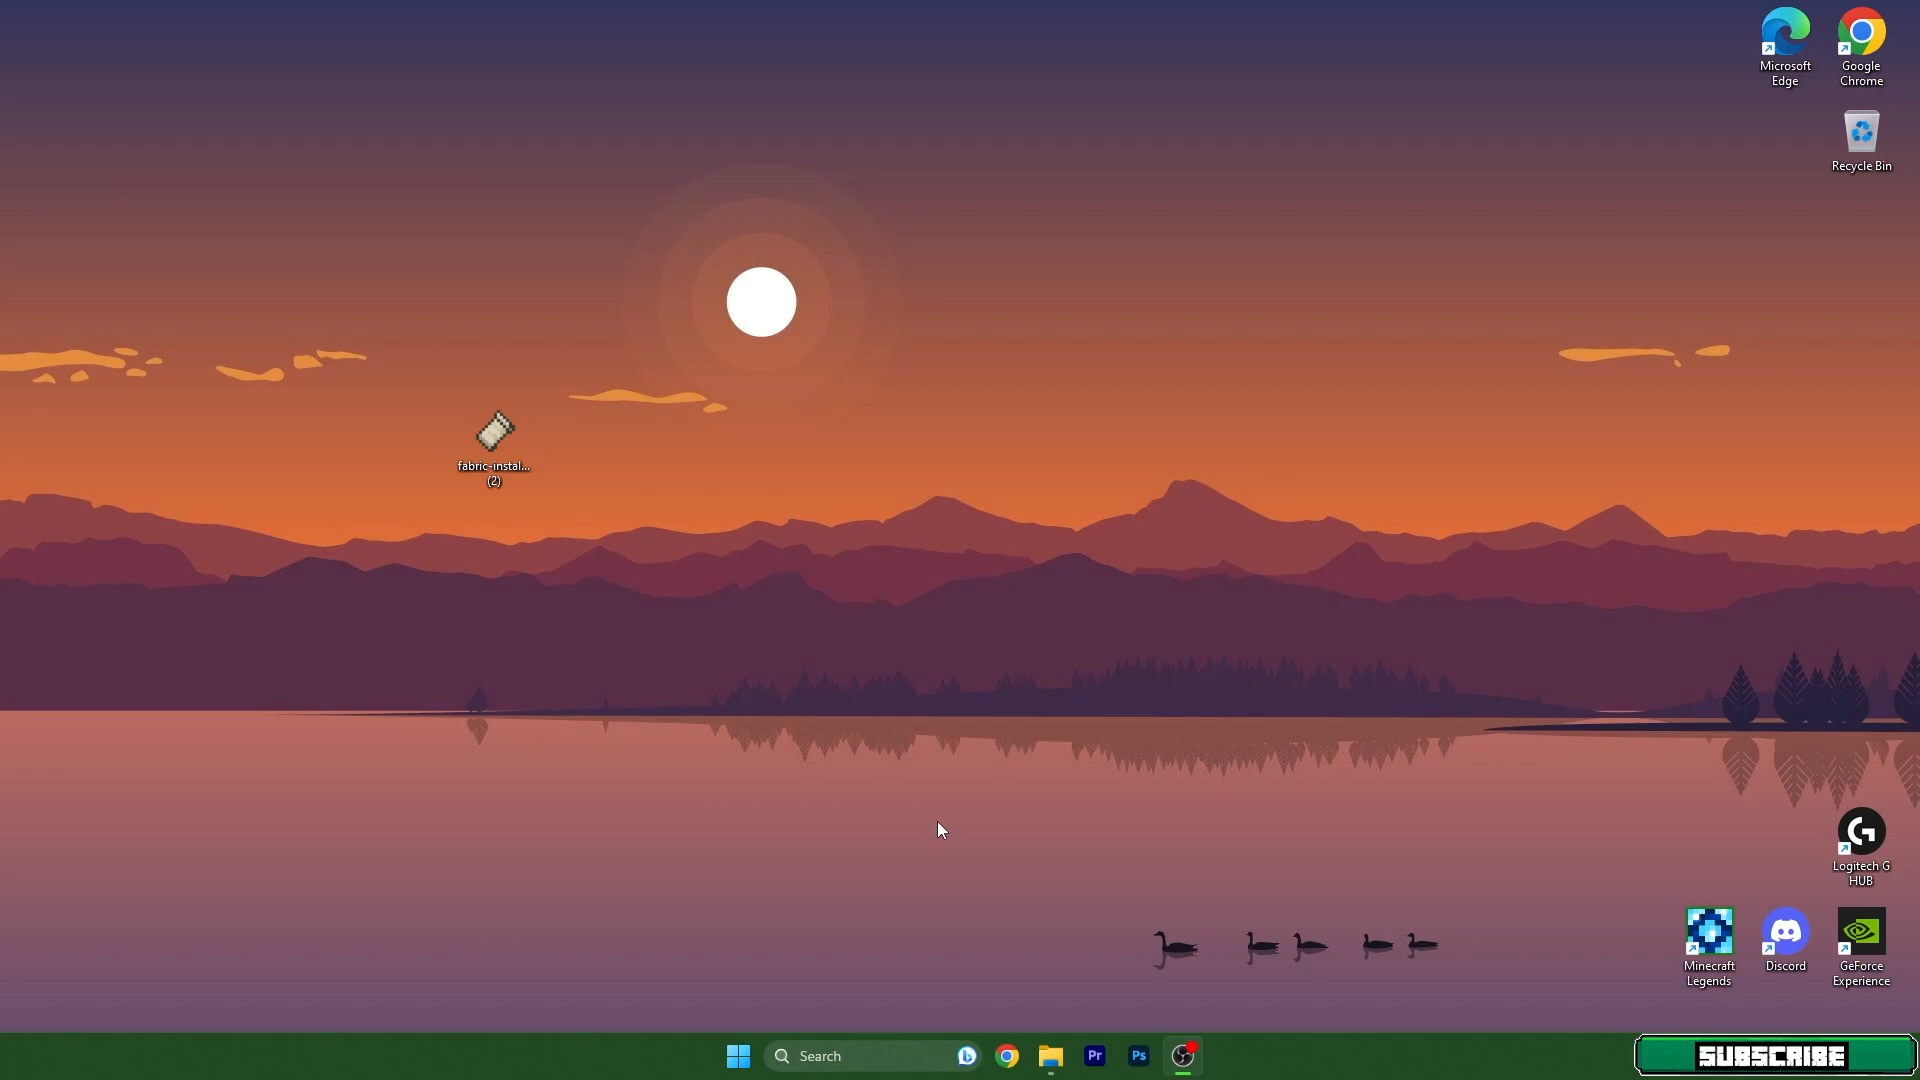 Microsoft
Edge
Google
Chrome
Recycle Bin
fabric-instal...
(2)
Logitech G
HUB
Minecraft
Legends
Discord
GeForce
Experience
Search
Pr
Ps
SUBSCRIBE